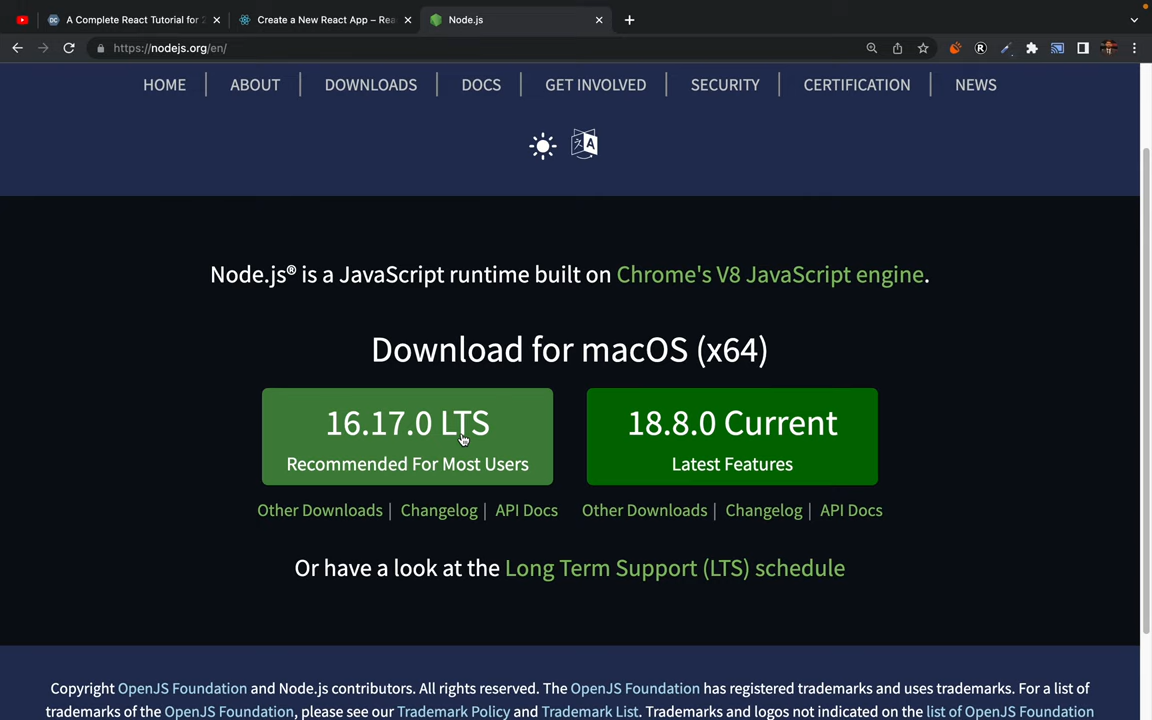 A Complete React Tutorial for 2
Create a New React App – Rea
Node.js
https://nodejs.org/en/
HOME
ABOUT
DOWNLOADS
DOCS
GET INVOLVED
SECURITY
CERTIFICATION
NEWS
Node.js® is a JavaScript runtime built on Chrome's V8 JavaScript engine.
Download for macOS (x64)
16.17.0 LTS
Recommended For Most Users
18.8.0 Current
Latest Features
Other Downloads | Changelog | API Docs
Other Downloads | Changelog | API Docs
Or have a look at the Long Term Support (LTS) schedule
Copyright OpenJS Foundation and Node.js contributors. All rights reserved. The OpenJS Foundation has registered trademarks and uses trademarks. For a list of
trademarks of the OpenJS Foundation, please see our Trademark Policy and Trademark List. Trademarks and logos not indicated on the list of OpenJS Foundation